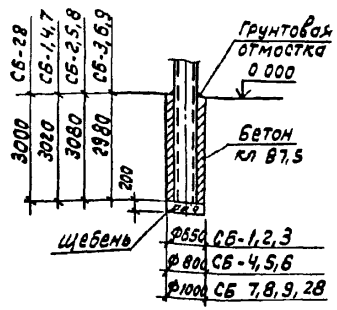 СБ-28
СБ-1,4,7
СБ-2,5,8
СБ-3,6,9
Грунтовая
отмостка
0 000
3000
3020
3080
2980
Бетон
кл В7,5
200
щебень
Ф650 СБ-1,2,3
Ф800 СБ-4,5,6
Ф1000 СБ 7,8,9,28